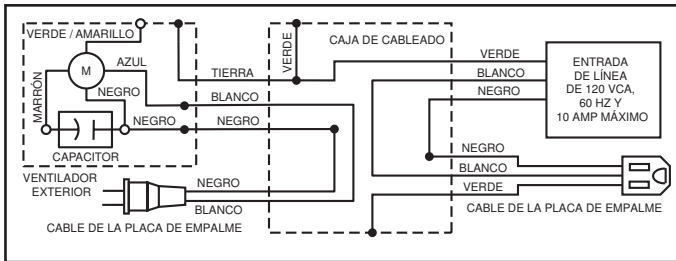 VERDE / AMARILLO
M
AZUL
MARRÓN
NEGRO
NEGRO
CAPACITOR
VENTILADOR
EXTERIOR
TIERRA
BLANCO
NEGRO
NEGRO
BLANCO
CABLE DE LA PLACA DE EMPALME
VERDE
CAJA DE CABLEADO
VERDE
BLANCO
NEGRO
ENTRADA
DE LÍNEA
DE 120 VCA,
60 HZ Y
10 AMP MÁXIMO
NEGRO
BLANCO
VERDE
CABLE DE LA PLACA DE EMPALME